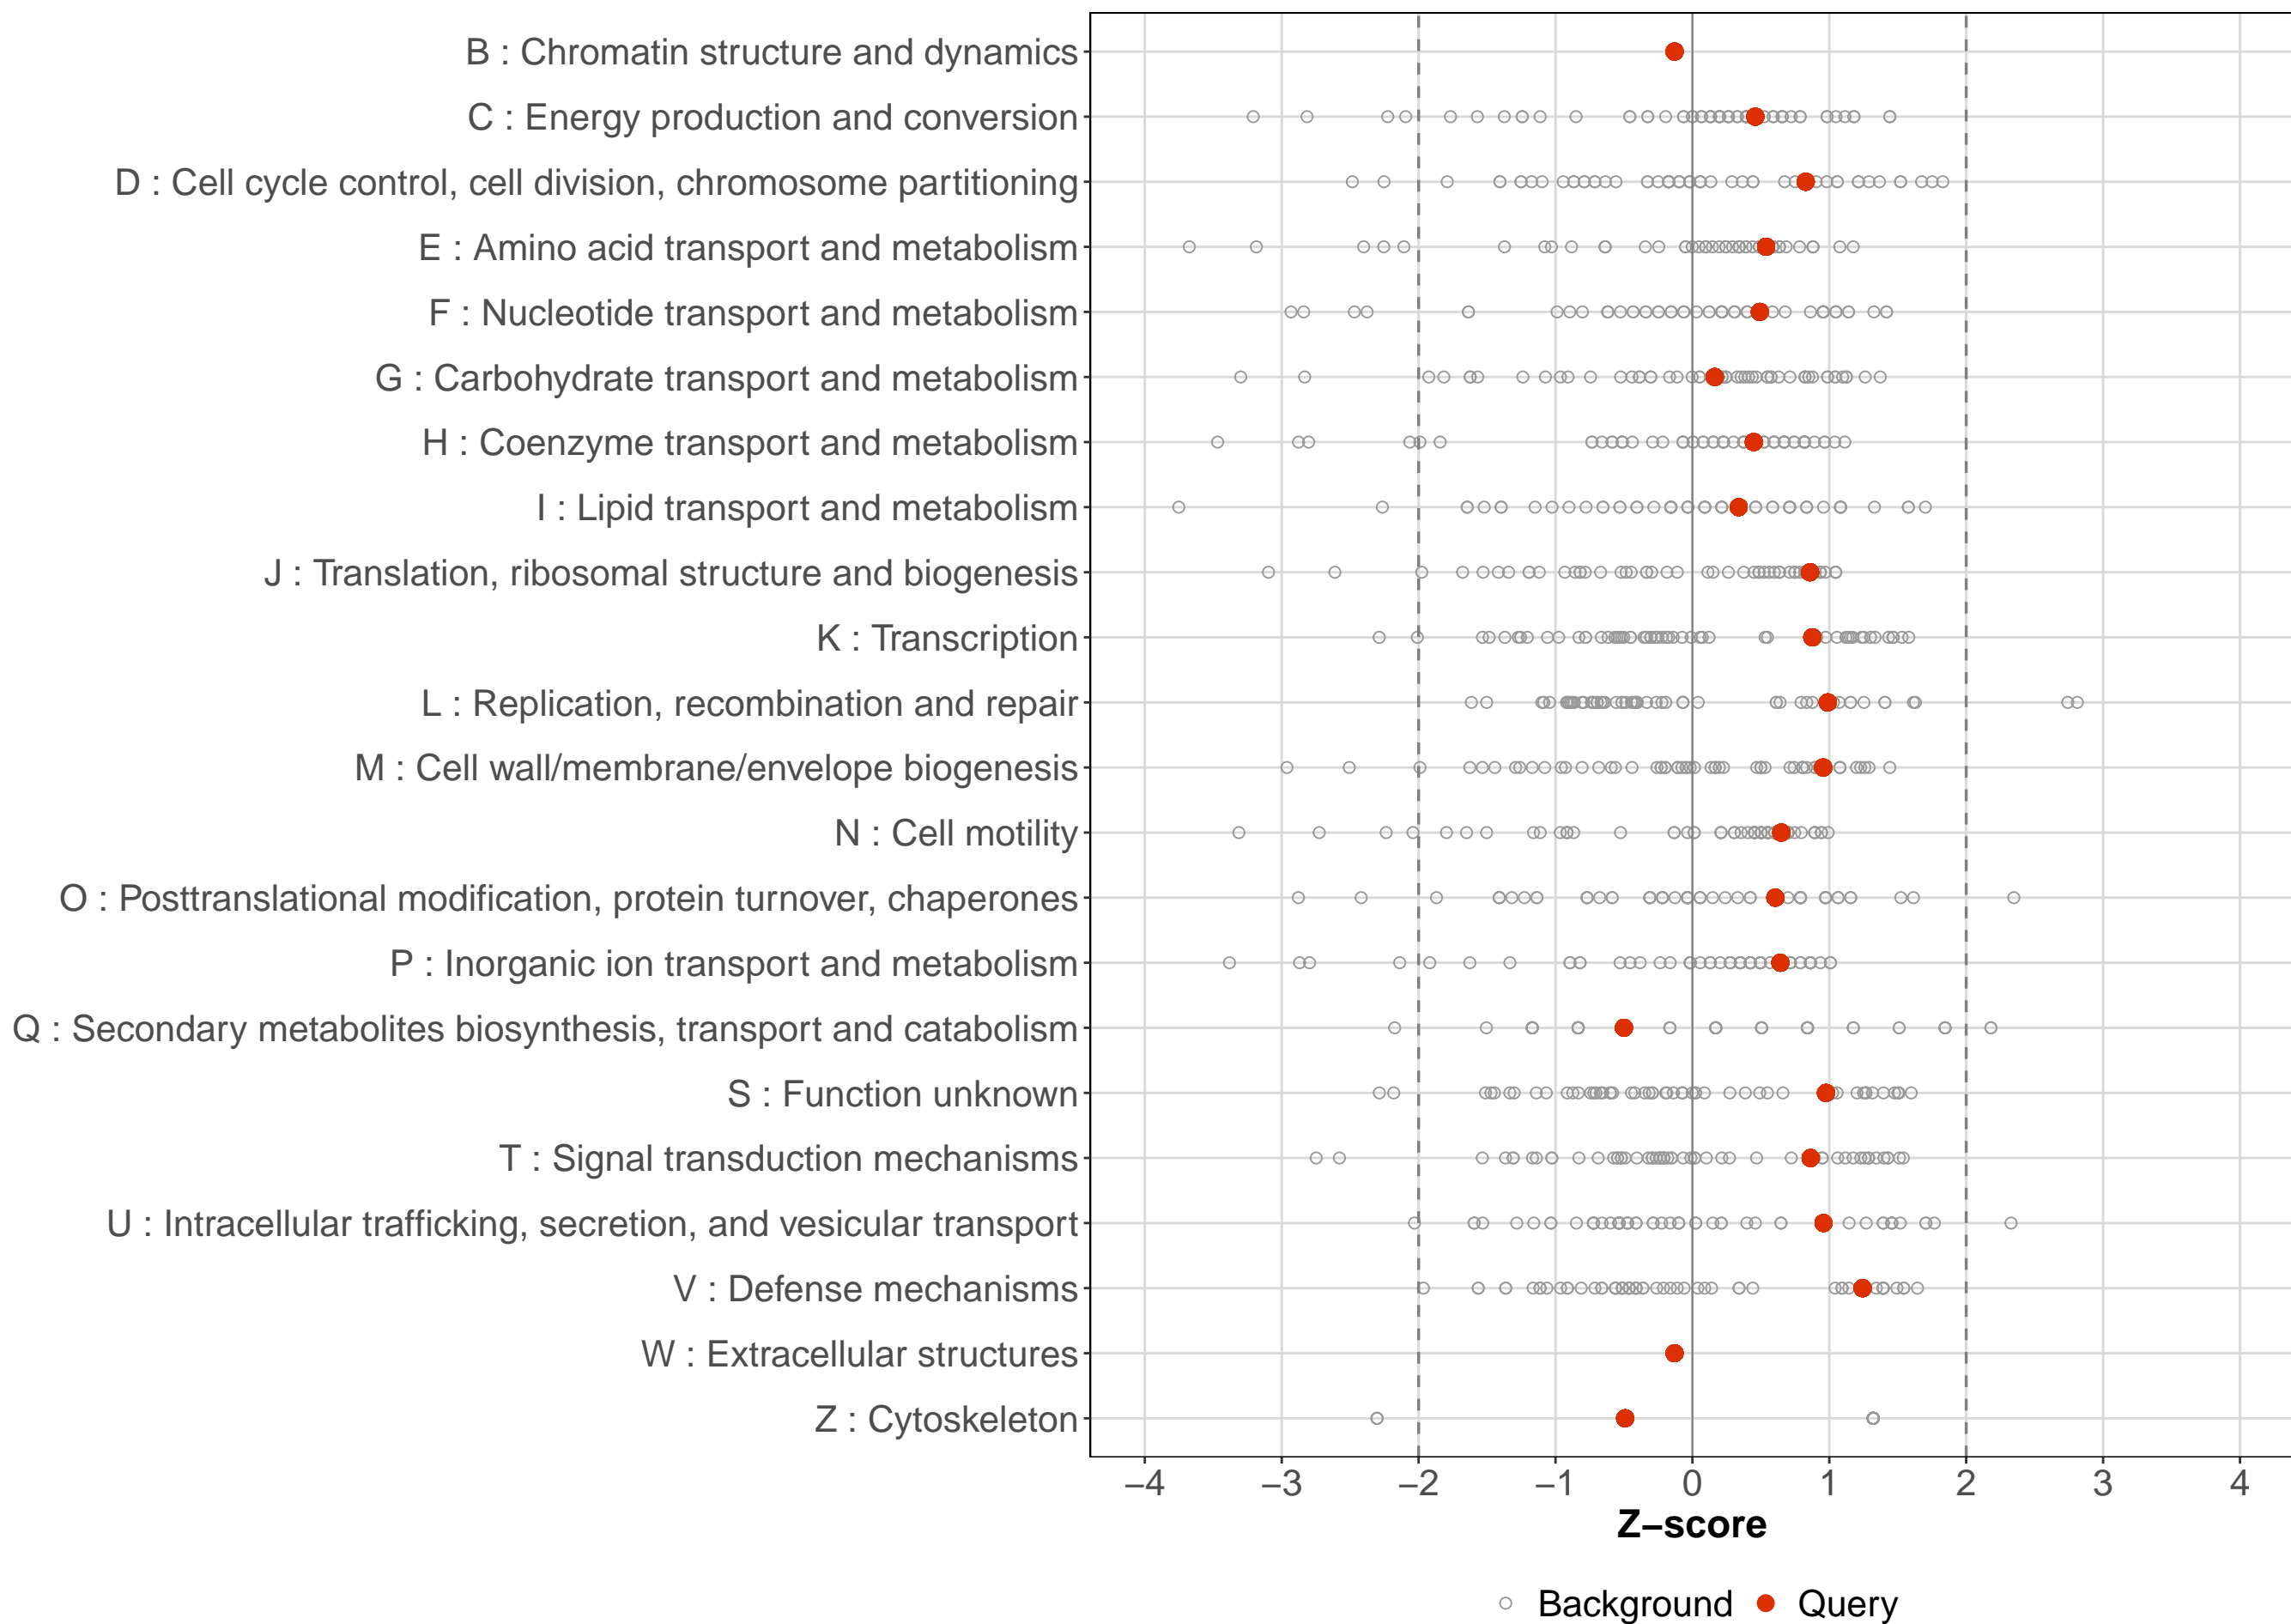 B : Chromatin structure and dynamics
C : Energy production and conversion
D : Cell cycle control, cell division, chromosome partitioning
E : Amino acid transport and metabolism
F : Nucleotide transport and metabolism
G : Carbohydrate transport and metabolism
H : Coenzyme transport and metabolism
I : Lipid transport and metabolism
J : Translation, ribosomal structure and biogenesis
K : Transcription
L : Replication, recombination and repair
M : Cell wall/membrane/envelope biogenesis
N : Cell motility
O : Posttranslational modification, protein turnover, chaperones
P : Inorganic ion transport and metabolism
Q : Secondary metabolites biosynthesis, transport and catabolism
S : Function unknown
T : Signal transduction mechanisms
U : Intracellular trafficking, secretion, and vesicular transport
V : Defense mechanisms
W : Extracellular structures
Z : Cytoskeleton
−4 −3 −2 −1 0 1 2 3 4
Z−score
Background Query